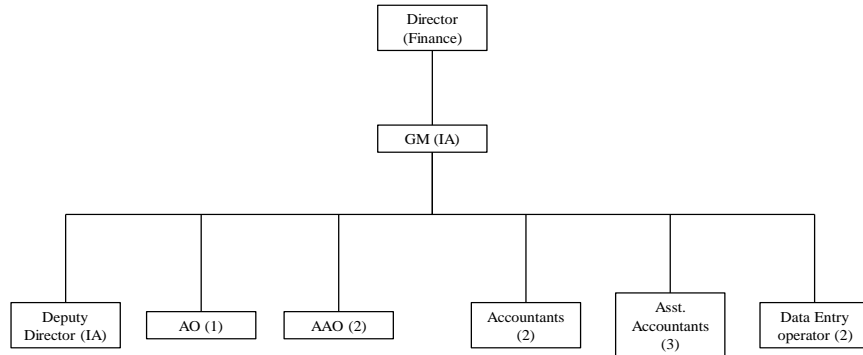 Director
(Finance)
GM (IA)
Deputy
Director (IA)
AO (1)
AAO (2)
Accountants
(2)
Asst.
Accountants
(3)
Data Entry
operator (2)